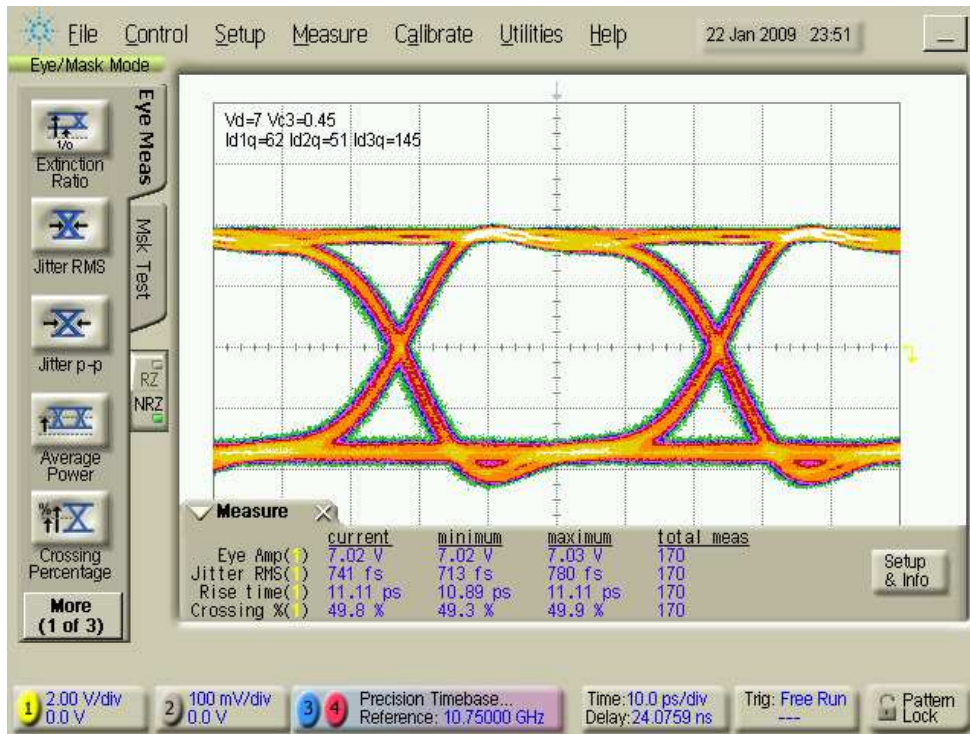 File Control Setup Measure Calibrate Utilities Help 22 Jan 2009 23:51
Eye/Mask Mode
Eye Meas
Msk Test
1/0
Extinction
Ratio
Jitter RMS
Jitter p-p
RZ
NRZ
Average
Power
%
Crossing
Percentage
More
(1 of 3)
Vd=7 Vc3=0.45
Id1q=62 Id2q=51 Id3q=145
Measure
current minimum maximum total meas
Eye Amp(1) 7.02 V 7.02 V 7.03 V 170
Jitter RMS(1) 741 fs 713 fs 780 fs 170
Rise time(1) 11.11 ps 10.89 ps 11.11 ps 170
Crossing %(1) 49.8 % 49.3 % 49.9 % 170
Setup
& Info
1 2.00 V/div
0.0 V
2 100 mV/div
0.0 V
3 4 Precision Timebase...
Reference: 10.75000 GHz
Time:10.0 ps/div
Delay:24.0759 ns
Trig: Free Run
---
Pattern
Lock